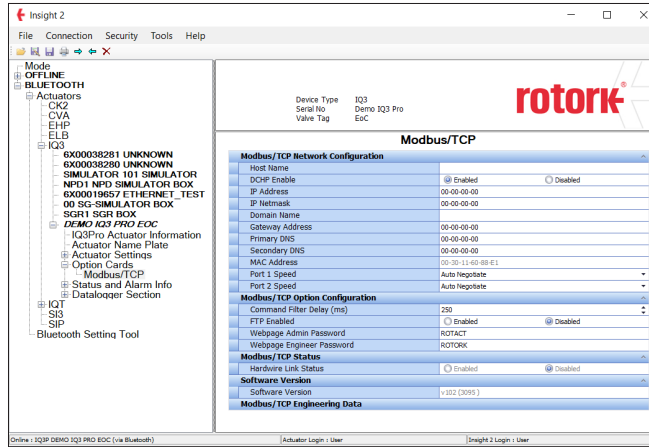 Insight 2
File Connection Security Tools Help
Mode
OFFLINE
BLUETOOTH
Actuators
CK2
CVA
EHP
ELB
IQ3
6X00038281 UNKNOWN
6X00038280 UNKNOWN
SIMULATOR 101 SIMULATOR
NPD1 NPD SIMULATOR BOX
6X00019657 ETHERNET_TEST
00 SG-SIMULATOR BOX
SGR1 SGR BOX
DEMO IQ3 PRO EOC
IQ3Pro Actuator Information
Actuator Name Plate
Actuator Settings
Option Cards
Modbus/TCP
Status and Alarm Info
Datalogger Section
IQT
SI3
SIP
Bluetooth Setting Tool
Device Type IQ3
Serial No Demo IQ3 Pro
Valve Tag EoC
rotork®
Modbus/TCP
Modbus/TCP Network Configuration
Host Name
DCHP Enable Enabled Disabled
IP Address 00-00-00-00
IP Netmask 00-00-00-00
Domain Name
Gateway Address 00-00-00-00
Primary DNS 00-00-00-00
Secondary DNS 00-00-00-00
MAC Address 00-30-11-60-88-E1
Port 1 Speed Auto Negotiate
Port 2 Speed Auto Negotiate
Modbus/TCP Option Configuration
Command Filter Delay (ms) 250
FTP Enabled Enabled Disabled
Webpage Admin Password ROTACT
Webpage Engineer Password ROTORK
Modbus/TCP Status
Hardwire Link Status Enabled Disabled
Software Version
Software Version v102 (3095 )
Modbus/TCP Engineering Data
Online : IQ3P DEMO IQ3 PRO EOC (via Bluetooth) Actuator Login : User Insight 2 Login : User